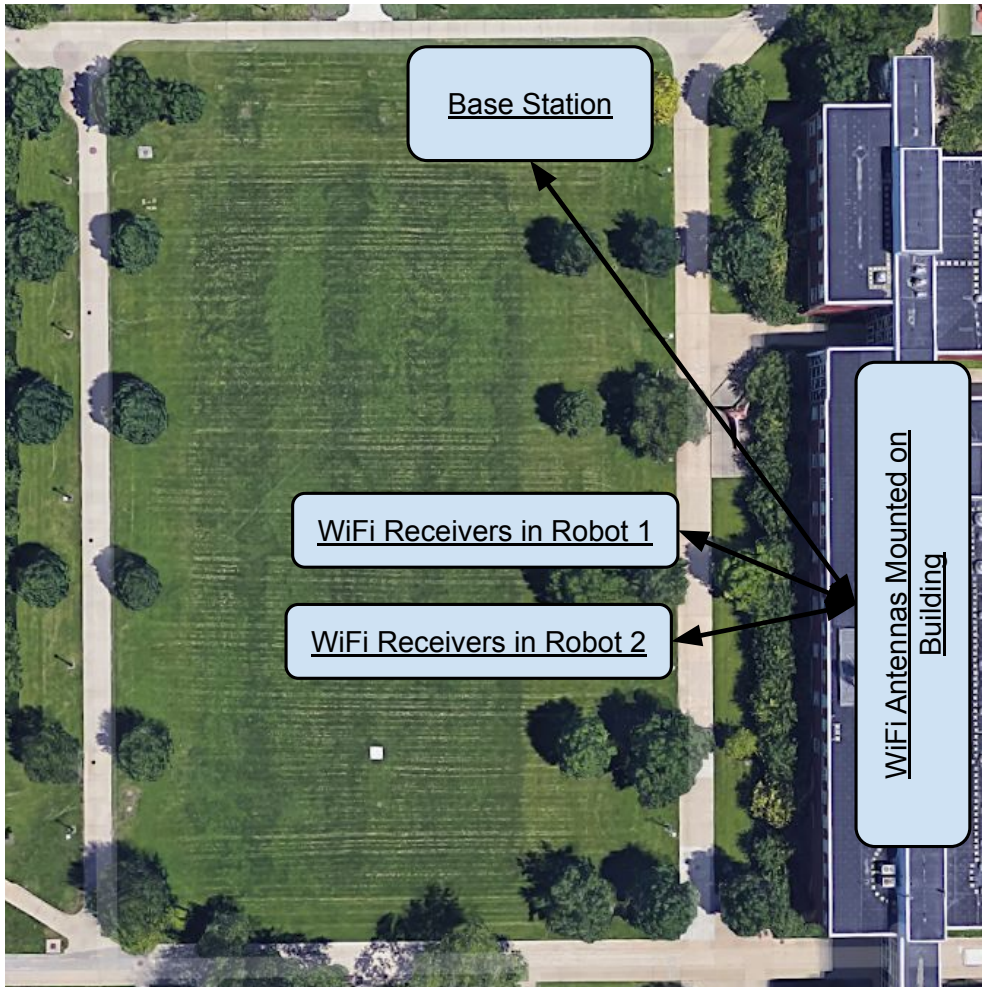 Base Station
WiFi Receivers in Robot 1
WiFi Receivers in Robot 2
WiFi Antennas Mounted on
Building